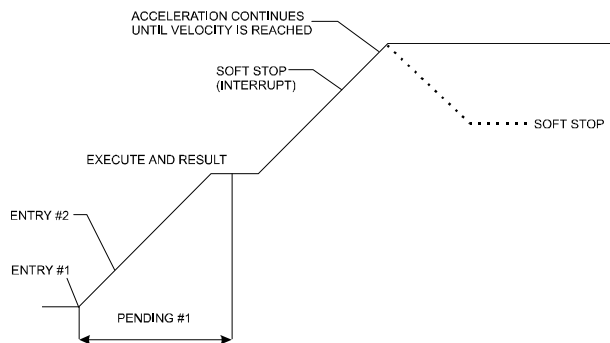 ACCELERATION CONTINUES
UNTIL VELOCITY IS REACHED
SOFT STOP
(INTERRUPT)
SOFT STOP
EXECUTE AND RESULT
ENTRY #2
ENTRY #1
PENDING #1